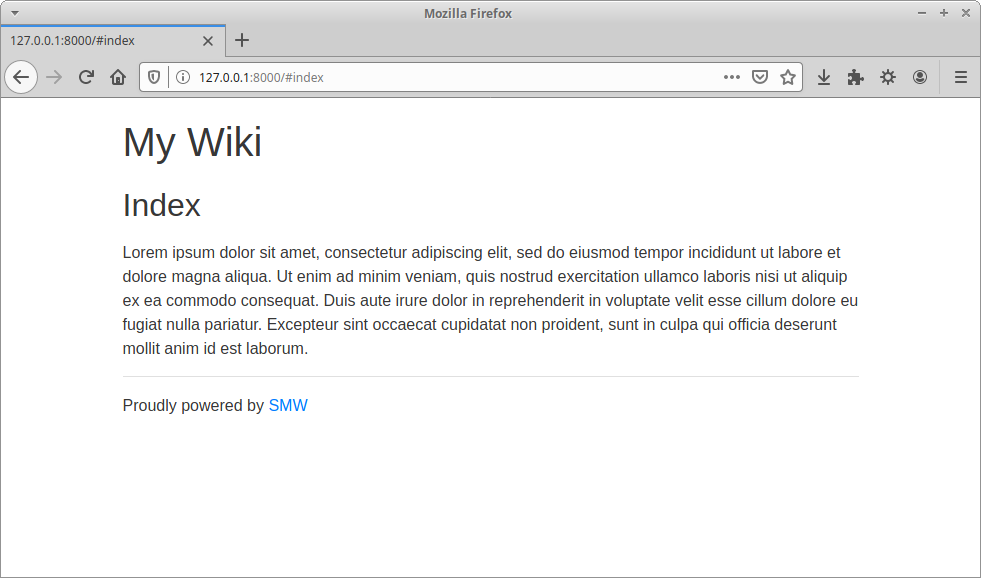 Mozilla Firefox
127.0.0.1:8000/#index
127.0.0.1:8000/#index
My Wiki
Index
Lorem ipsum dolor sit amet, consectetur adipiscing elit, sed do eiusmod tempor incididunt ut labore et
dolore magna aliqua. Ut enim ad minim veniam, quis nostrud exercitation ullamco laboris nisi ut aliquip
ex ea commodo consequat. Duis aute irure dolor in reprehenderit in voluptate velit esse cillum dolore eu
fugiat nulla pariatur. Excepteur sint occaecat cupidatat non proident, sunt in culpa qui officia deserunt
mollit anim id est laborum.
Proudly powered by SMW